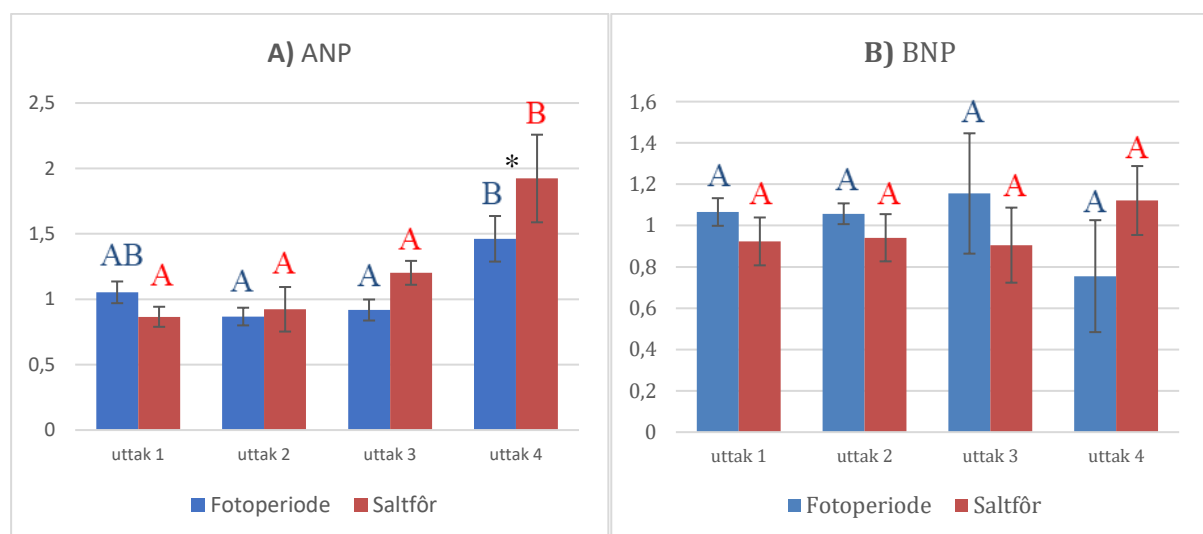 A) ANP
2,5
2
1,5
1
0,5
0
AB
A
A
A
A
A
B
*
B
uttak 1
uttak 2
uttak 3
uttak 4
Fotoperiode
Saltfôr
B) BNP
1,6
1,4
1,2
1
0,8
0,6
0,4
0,2
0
A
A
A
A
A
A
A
A
uttak 1
uttak 2
uttak 3
uttak 4
Fotoperiode
Saltfôr